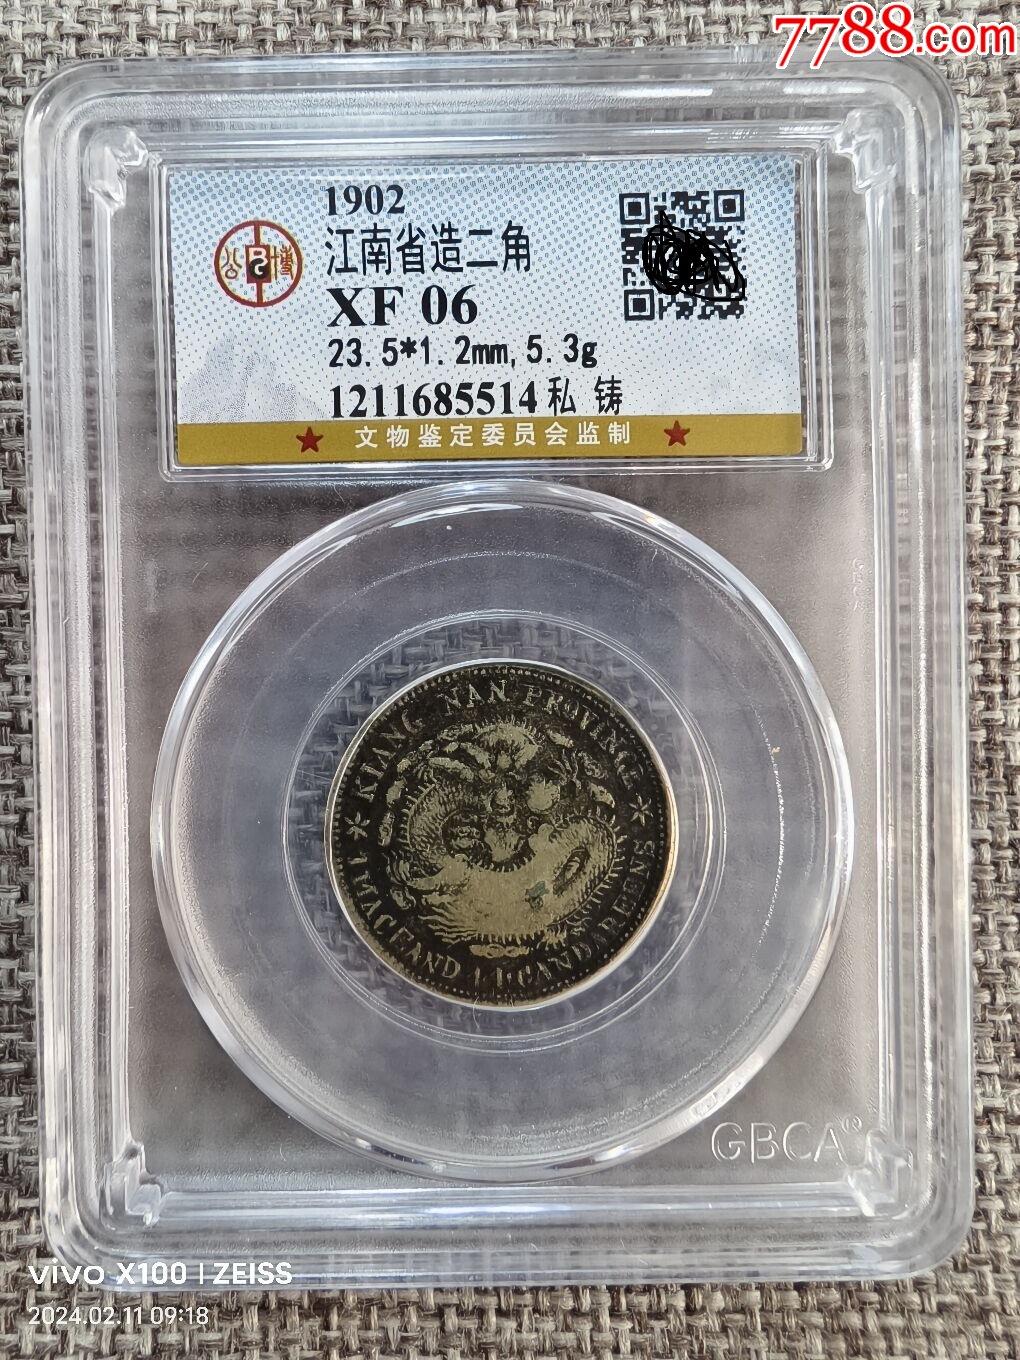 7788.com
1902
江南省造二角
XF 06
23.5*1.2mm,5.3g
1211685514 私 铸
公 博
★ 文物鉴定委员会监制 ★
KIANG NAN PROVINCE
1 MACE AND 4 CANDAREENS
GBCA®
vivo X100 | ZEISS
2024.02.11 09:18